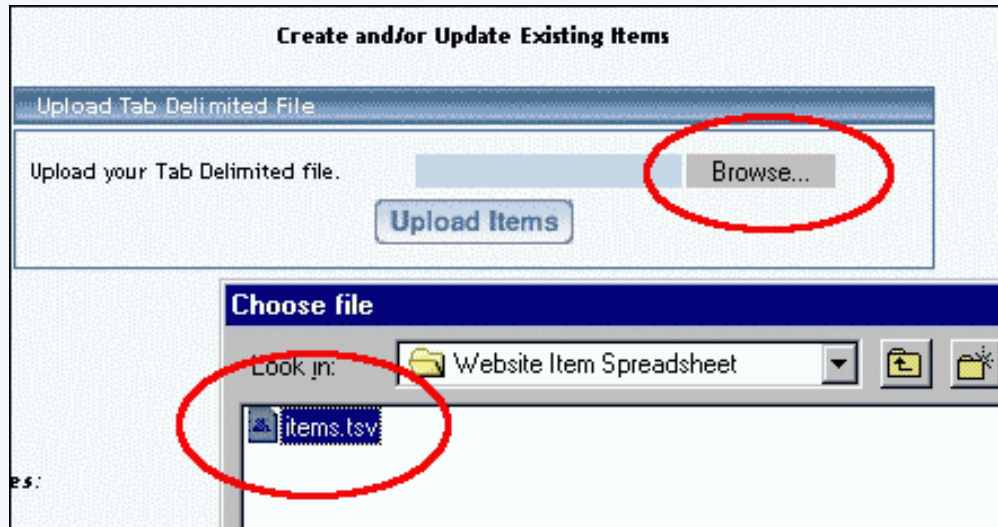 Create and/or Update Existing Items
Upload Tab Delimited File
Upload your Tab Delimited file.
Browse...
Upload Items
Choose file
Look in:
Website Item Spreadsheet
items.tsv
es: